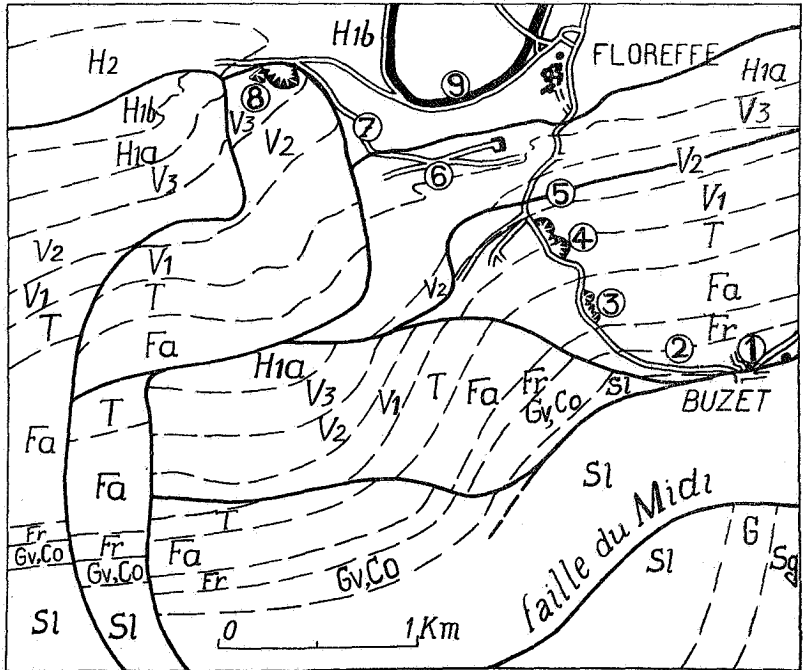 H2
H1b
⑨
FLOREFFE
H1a
V3
H1b
⑧
V3
⑦
V2
H1a
V3
V2
⑥
⑤
V1
④
T
V2
V1
V1
T
T
V2
③
Fa
Fr
②
①
BUZET
Fa
H1a
V3
V2
V1
T
Fa
Fr
Gv,Co
Sl
T
Fa
Fa
Sl
faille du Midi
G
Sg
Sl
T
Fr
Gv,Co
Fr
Gv,Co
Fa
Fr
Gv,Co
Sl
Sl
0 1 Km